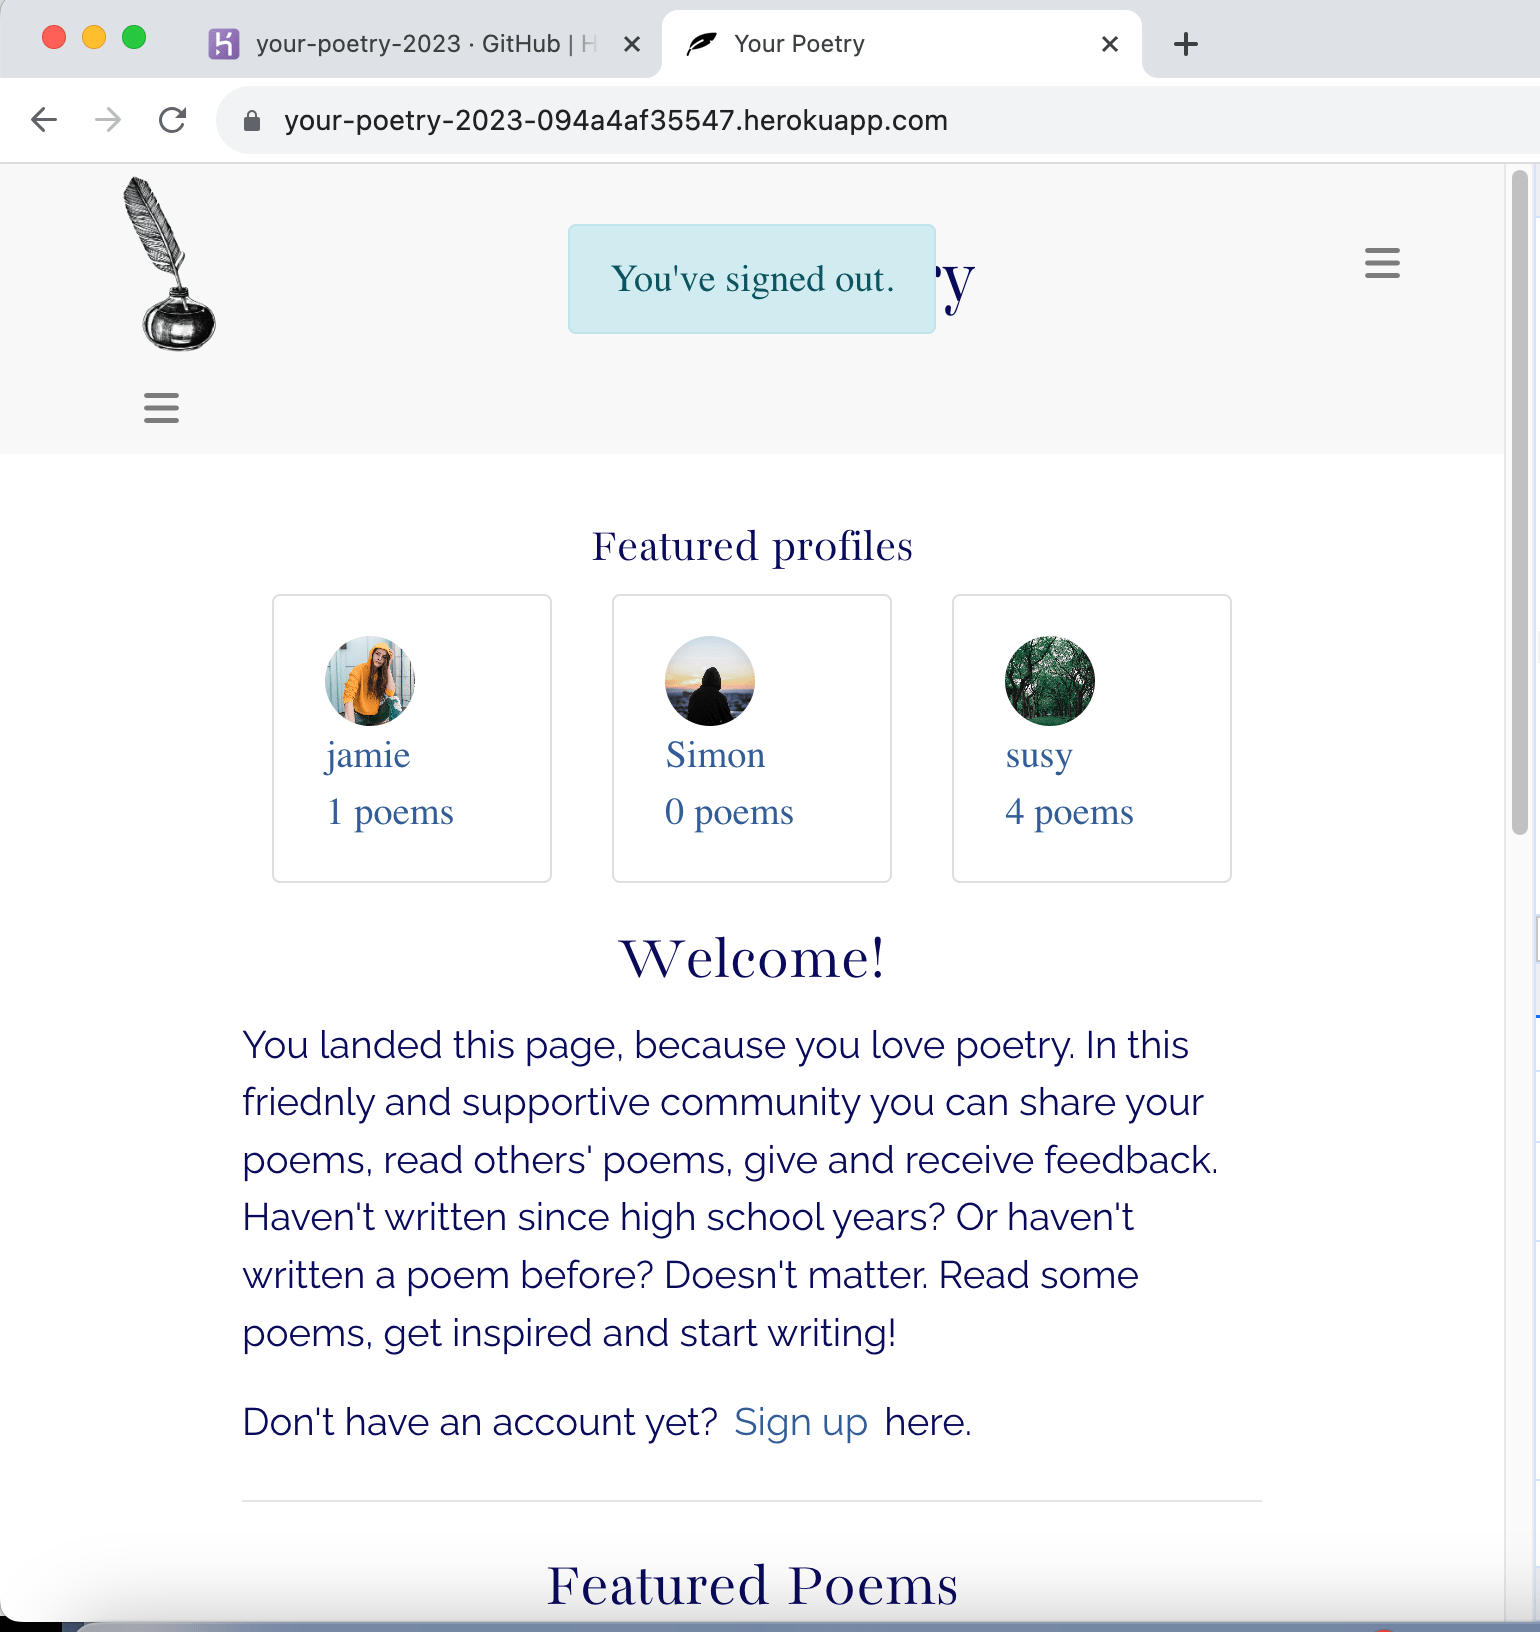 your-poetry-2023 · GitHub | H
Your Poetry
your-poetry-2023-094a4af35547.herokuapp.com
You've signed out.
ry
Featured profiles
jamie
1 poems
Simon
0 poems
susy
4 poems
Welcome!
You landed this page, because you love poetry. In this
friednly and supportive community you can share your
poems, read others' poems, give and receive feedback.
Haven't written since high school years? Or haven't
written a poem before? Doesn't matter. Read some
poems, get inspired and start writing!
Don't have an account yet? Sign up here.
Featured Poems